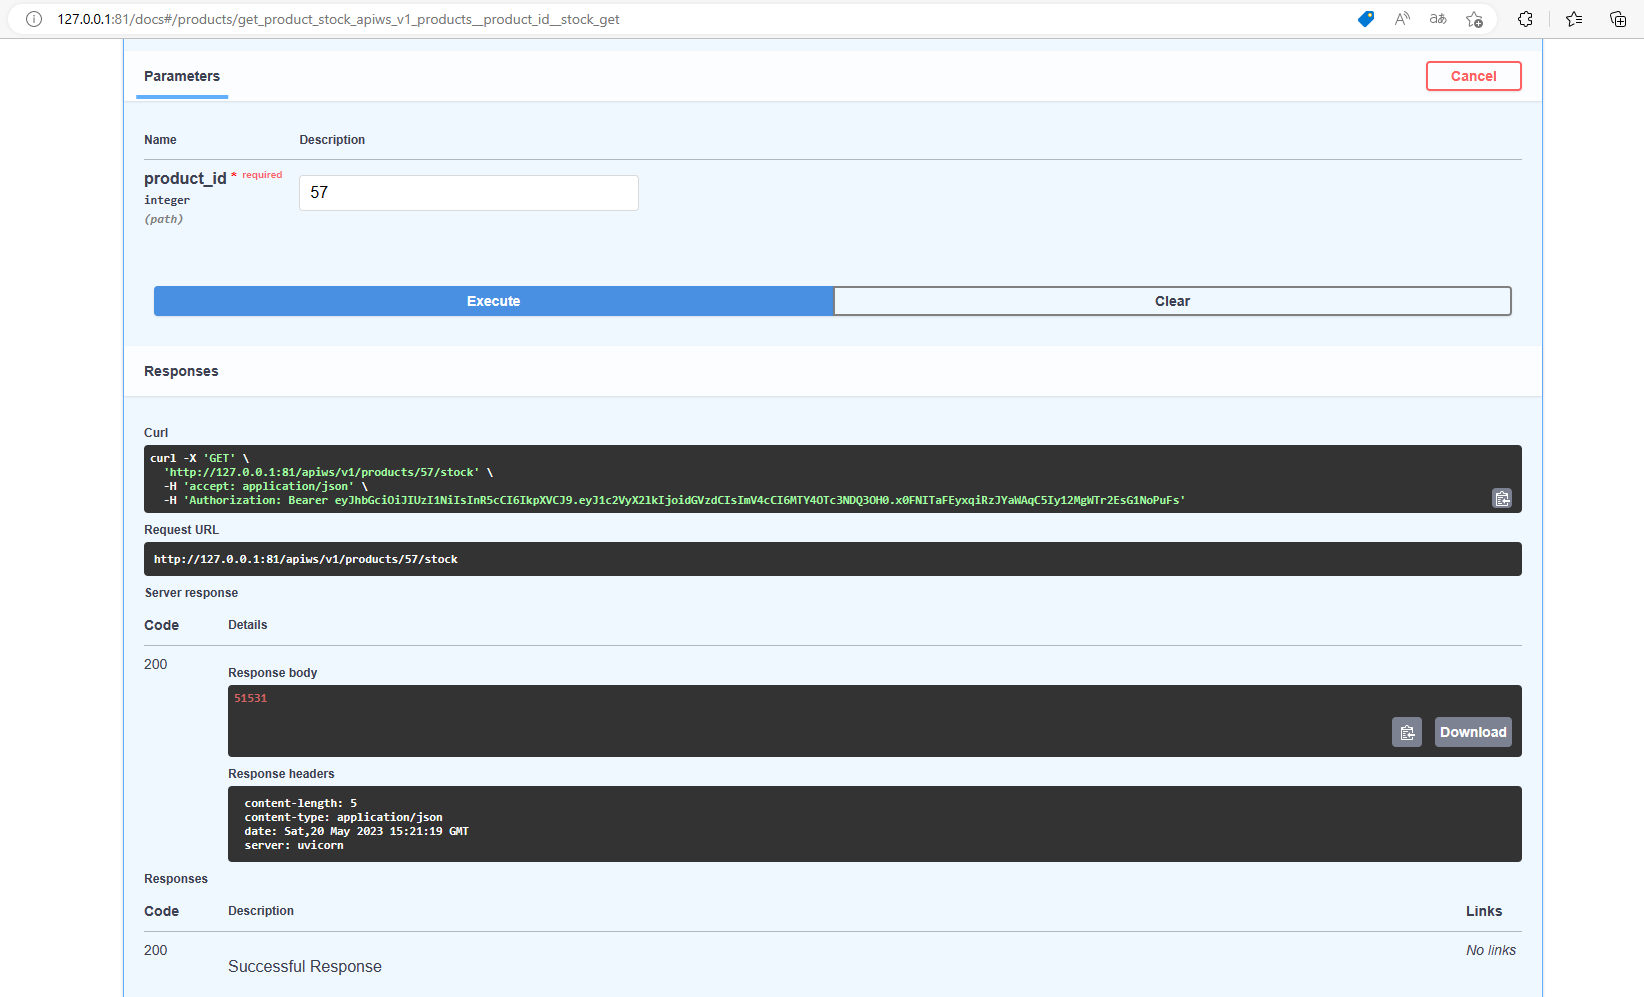 127.0.0.1:81/docs#/products/get_product_stock_apiws_v1_products__product_id__stock_get
Parameters
Cancel
Name Description
product_id * required
integer
(path)
57
Execute Clear
Responses
Curl
curl -X 'GET' \
'http://127.0.0.1:81/apiws/v1/products/57/stock' \
-H 'accept: application/json' \
-H 'Authorization: Bearer eyJhbGciOiJIUzI1NiIsInR5cCI6IkpXVCJ9.eyJ1c2VyX2lkIjoidGVzdCIsImV4cCI6MTY4OTc3NDQ3OH0.x0FNITaFEyxqiRzJYaWAqC5Iy12MgWTr2EsG1NoPuFs'
Request URL
http://127.0.0.1:81/apiws/v1/products/57/stock
Server response
Code Details
200
Response body
51531
Download
Response headers
content-length: 5
content-type: application/json
date: Sat,20 May 2023 15:21:19 GMT
server: uvicorn
Responses
Code Description Links
200 No links
Successful Response